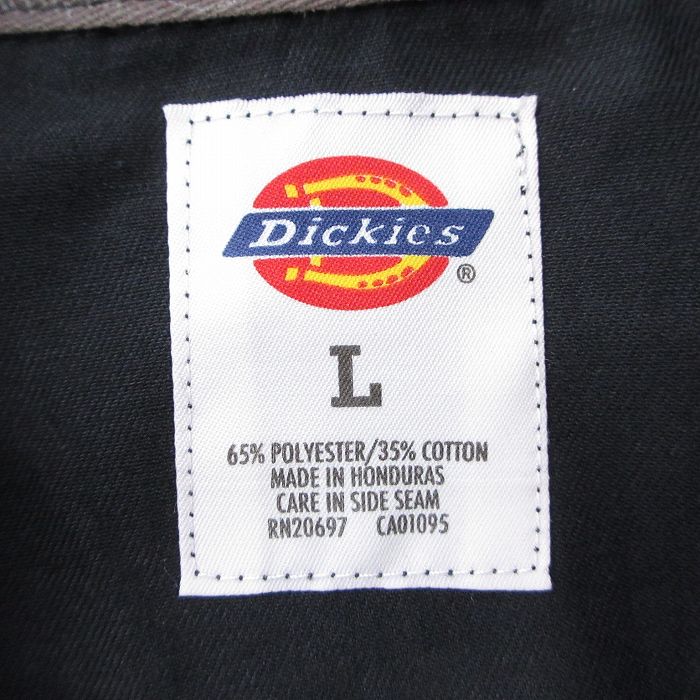 Dickies
®
L
65% POLYESTER/35% COTTON
MADE IN HONDURAS
CARE IN SIDE SEAM
RN20697 CA01095